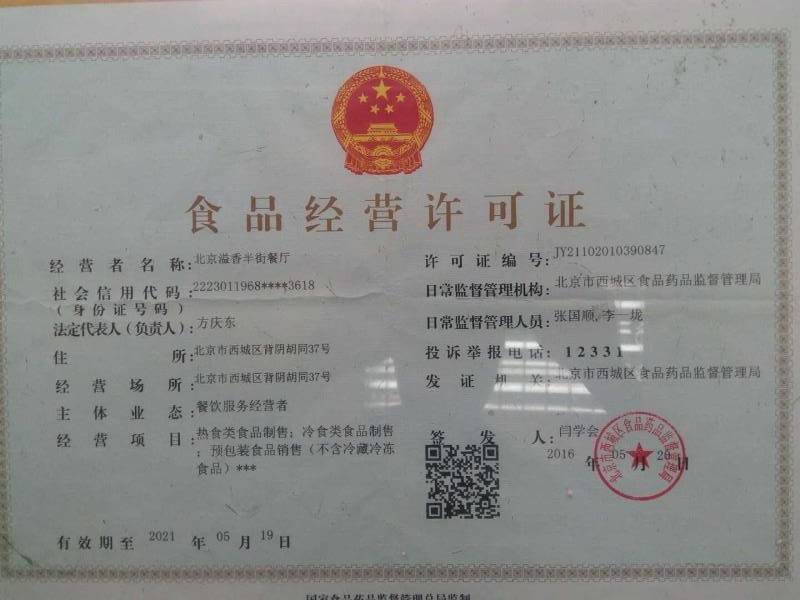 食品经营许可证
经营者名称:北京溢香半街餐厅
社会信用代码:2223011968****3618
(身份证号码)
法定代表人(负责人):方庆东
住所:北京市西城区背阴胡同37号
经营场所:北京市西城区背阴胡同37号
主体业态:餐饮服务经营者
经营项目:热食类食品制售;冷食类食品制售
;预包装食品销售(不含冷藏冷冻
食品)***
有效期至 2021 年 05 月 19 日
许可证编号:JY21102010390847
日常监督管理机构:北京市西城区食品药品监督管理局
日常监督管理人员:张国顺,李一垅
投诉举报电话:12331
发证机关:北京市西城区食品药品监督管理局
签发人:闫学会
2016 年 05 月 20 日
北京市西城区食品药品监督管理局
国家食品药品监督管理总局监制